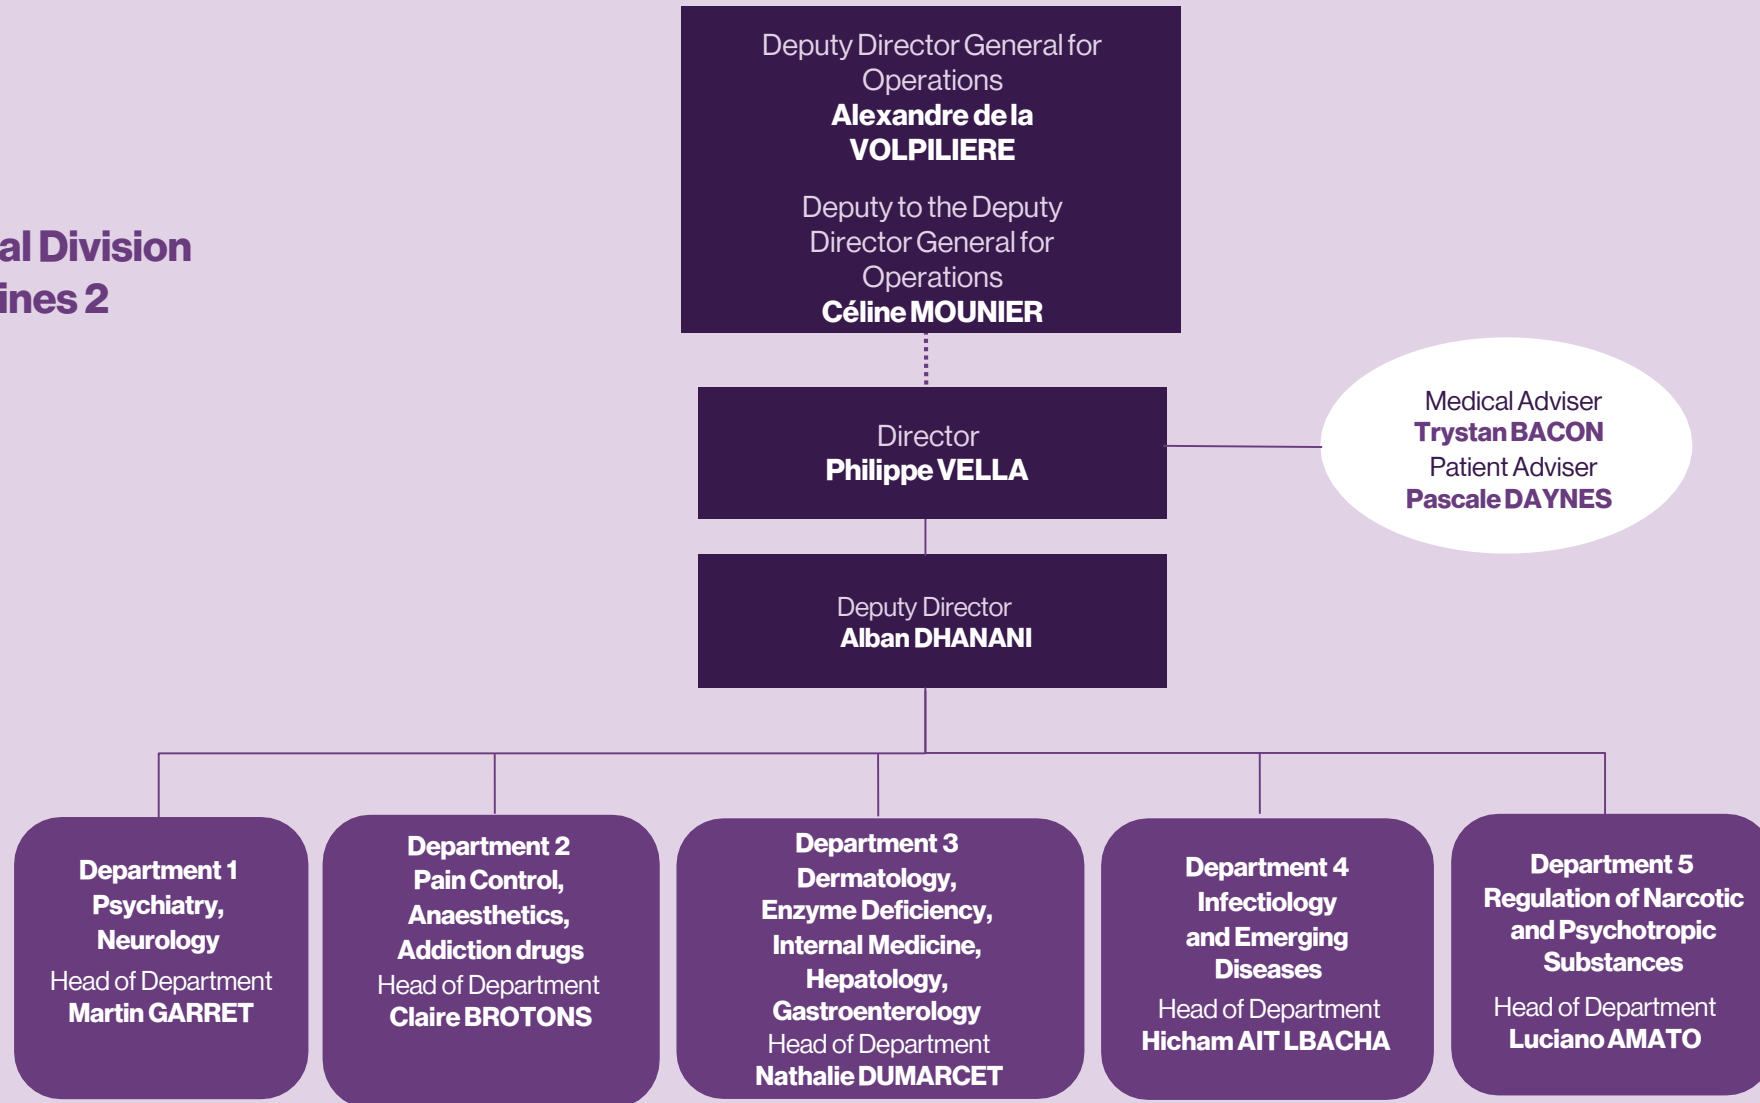 Deputy Director General for
Operations
Alexandre de la
VOLPILIERE
Deputy to the Deputy
Director General for
Operations
Céline MOUNIER
al Division
ines 2
Director
Philippe VELLA
Medical Adviser
Trystan BACON
Patient Adviser
Pascale DAYNES
Deputy Director
Alban DHANANI
Department 1
Psychiatry,
Neurology
Head of Department
Martin GARRET
Department 2
Pain Control,
Anaesthetics,
Addiction drugs
Head of Department
Claire BROTONS
Department 3
Dermatology,
Enzyme Deficiency,
Internal Medicine,
Hepatology,
Gastroenterology
Head of Department
Nathalie DUMARCET
Department 4
Infectiology
and Emerging
Diseases
Head of Department
Hicham AIT LBACHA
Department 5
Regulation of Narcotic
and Psychotropic
Substances
Head of Department
Luciano AMATO